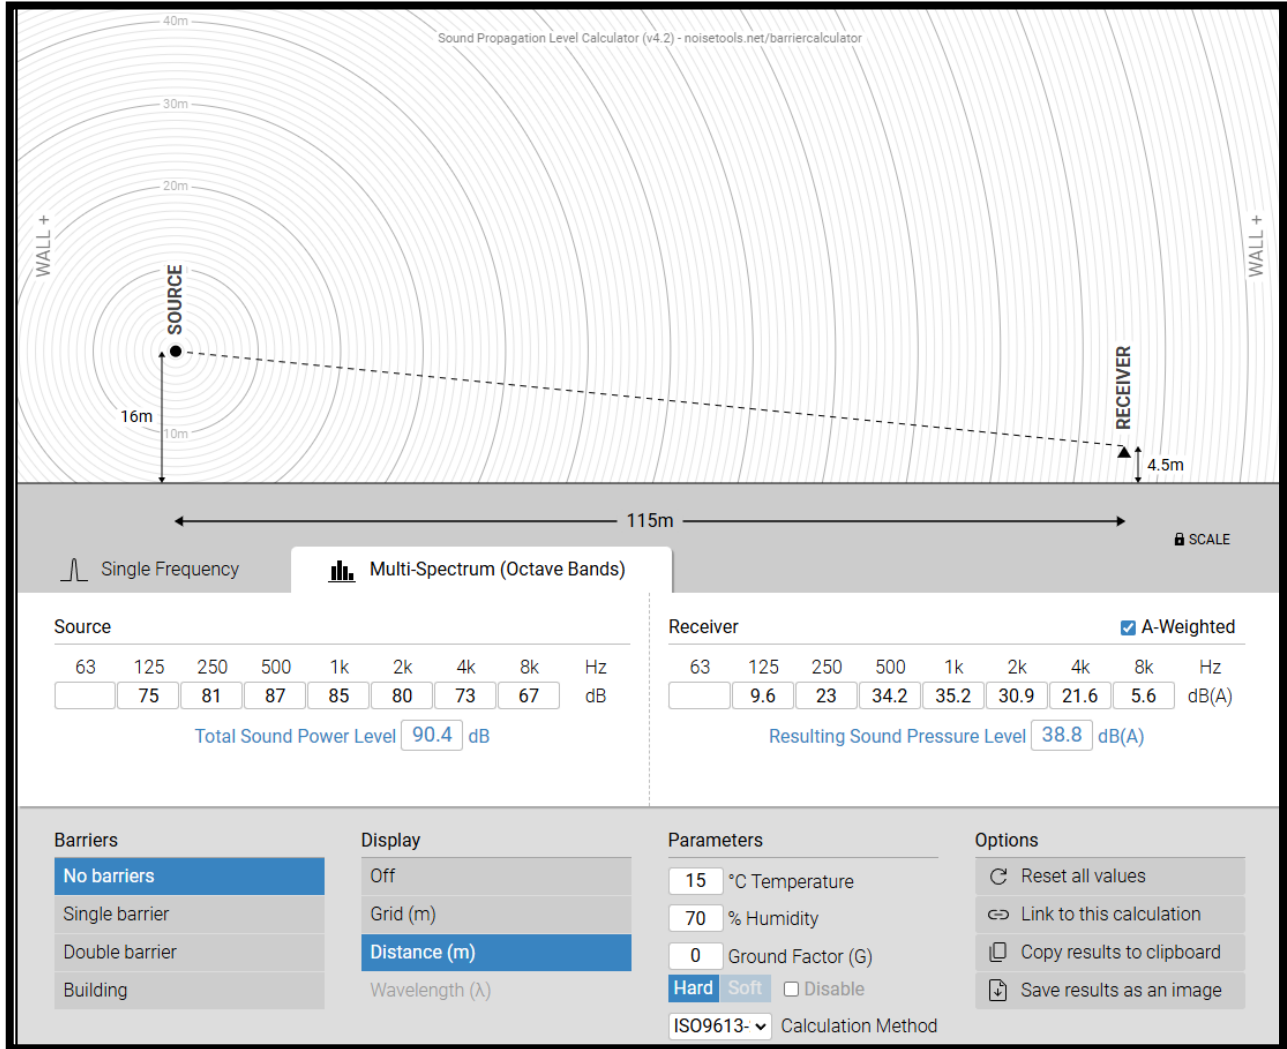 40m
Sound Propagation Level Calculator (v4.2) - noisetools.net/barriercalculator
30m
20m
WALL +
WALL +
SOURCE
RECEIVER
16m
10m
4.5m
115m
SCALE
Single Frequency
Multi-Spectrum (Octave Bands)
Source
63 125 250 500 1k 2k 4k 8k Hz
75 81 87 85 80 73 67 dB
Total Sound Power Level 90.4 dB
Receiver
A-Weighted
63 125 250 500 1k 2k 4k 8k Hz
9.6 23 34.2 35.2 30.9 21.6 5.6 dB(A)
Resulting Sound Pressure Level 38.8 dB(A)
Barriers
No barriers
Single barrier
Double barrier
Building
Display
Off
Grid (m)
Distance (m)
Wavelength (λ)
Parameters
15 °C Temperature
70 % Humidity
0 Ground Factor (G)
Hard Soft Disable
ISO9613- Calculation Method
Options
Reset all values
Link to this calculation
Copy results to clipboard
Save results as an image